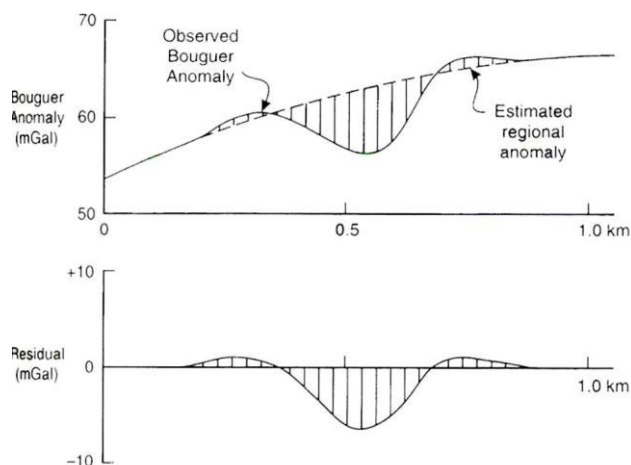 70
Observed
Bouguer
Anomaly
Bouguer
Anomaly
(mGal)
60
Estimated
regional
anomaly
50
0
0.5
1.0 km
+10
Residual
(mGal)
0
1.0 km
−10